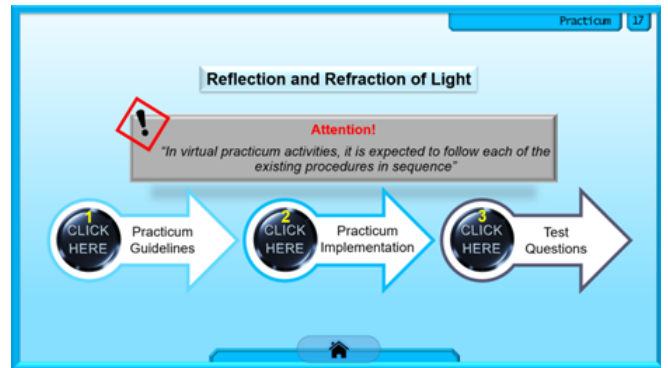 Practicum 17
Reflection and Refraction of Light
!
Attention!
"In virtual practicum activities, it is expected to follow each of the
existing procedures in sequence"
1
CLICK
HERE
Practicum
Guidelines
2
CLICK
HERE
Practicum
Implementation
3
CLICK
HERE
Test
Questions